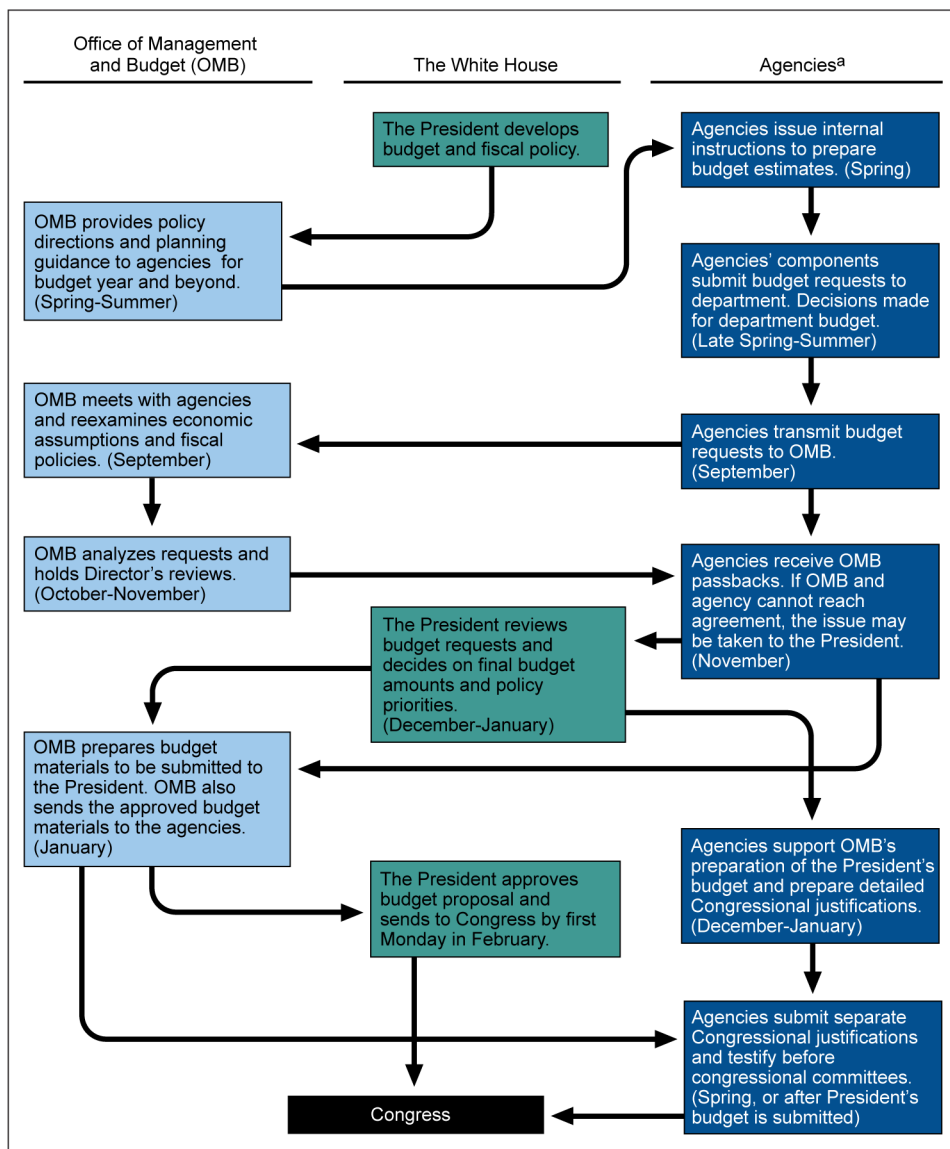 Office of Management
and Budget (OMB)
The White House
Agenciesª
The President develops
budget and fiscal policy.
Agencies issue internal
instructions to prepare
budget estimates. (Spring)
OMB provides policy
directions and planning
guidance to agencies for
budget year and beyond.
(Spring-Summer)
Agencies’ components
submit budget requests to
department. Decisions made
for department budget.
(Late Spring-Summer)
OMB meets with agencies
and reexamines economic
assumptions and fiscal
policies. (September)
Agencies transmit budget
requests to OMB.
(September)
OMB analyzes requests and
holds Director’s reviews.
(October-November)
Agencies receive OMB
passbacks. If OMB and
agency cannot reach
agreement, the issue may
be taken to the President.
(November)
The President reviews
budget requests and
decides on final budget
amounts and policy
priorities.
(December-January)
OMB prepares budget
materials to be submitted to
the President. OMB also
sends the approved budget
materials to the agencies.
(January)
Agencies support OMB’s
preparation of the President’s
budget and prepare detailed
Congressional justifications.
(December-January)
The President approves
budget proposal and
sends to Congress by first
Monday in February.
Agencies submit separate
Congressional justifications
and testify before
congressional committees.
(Spring, or after President’s
budget is submitted)
Congress